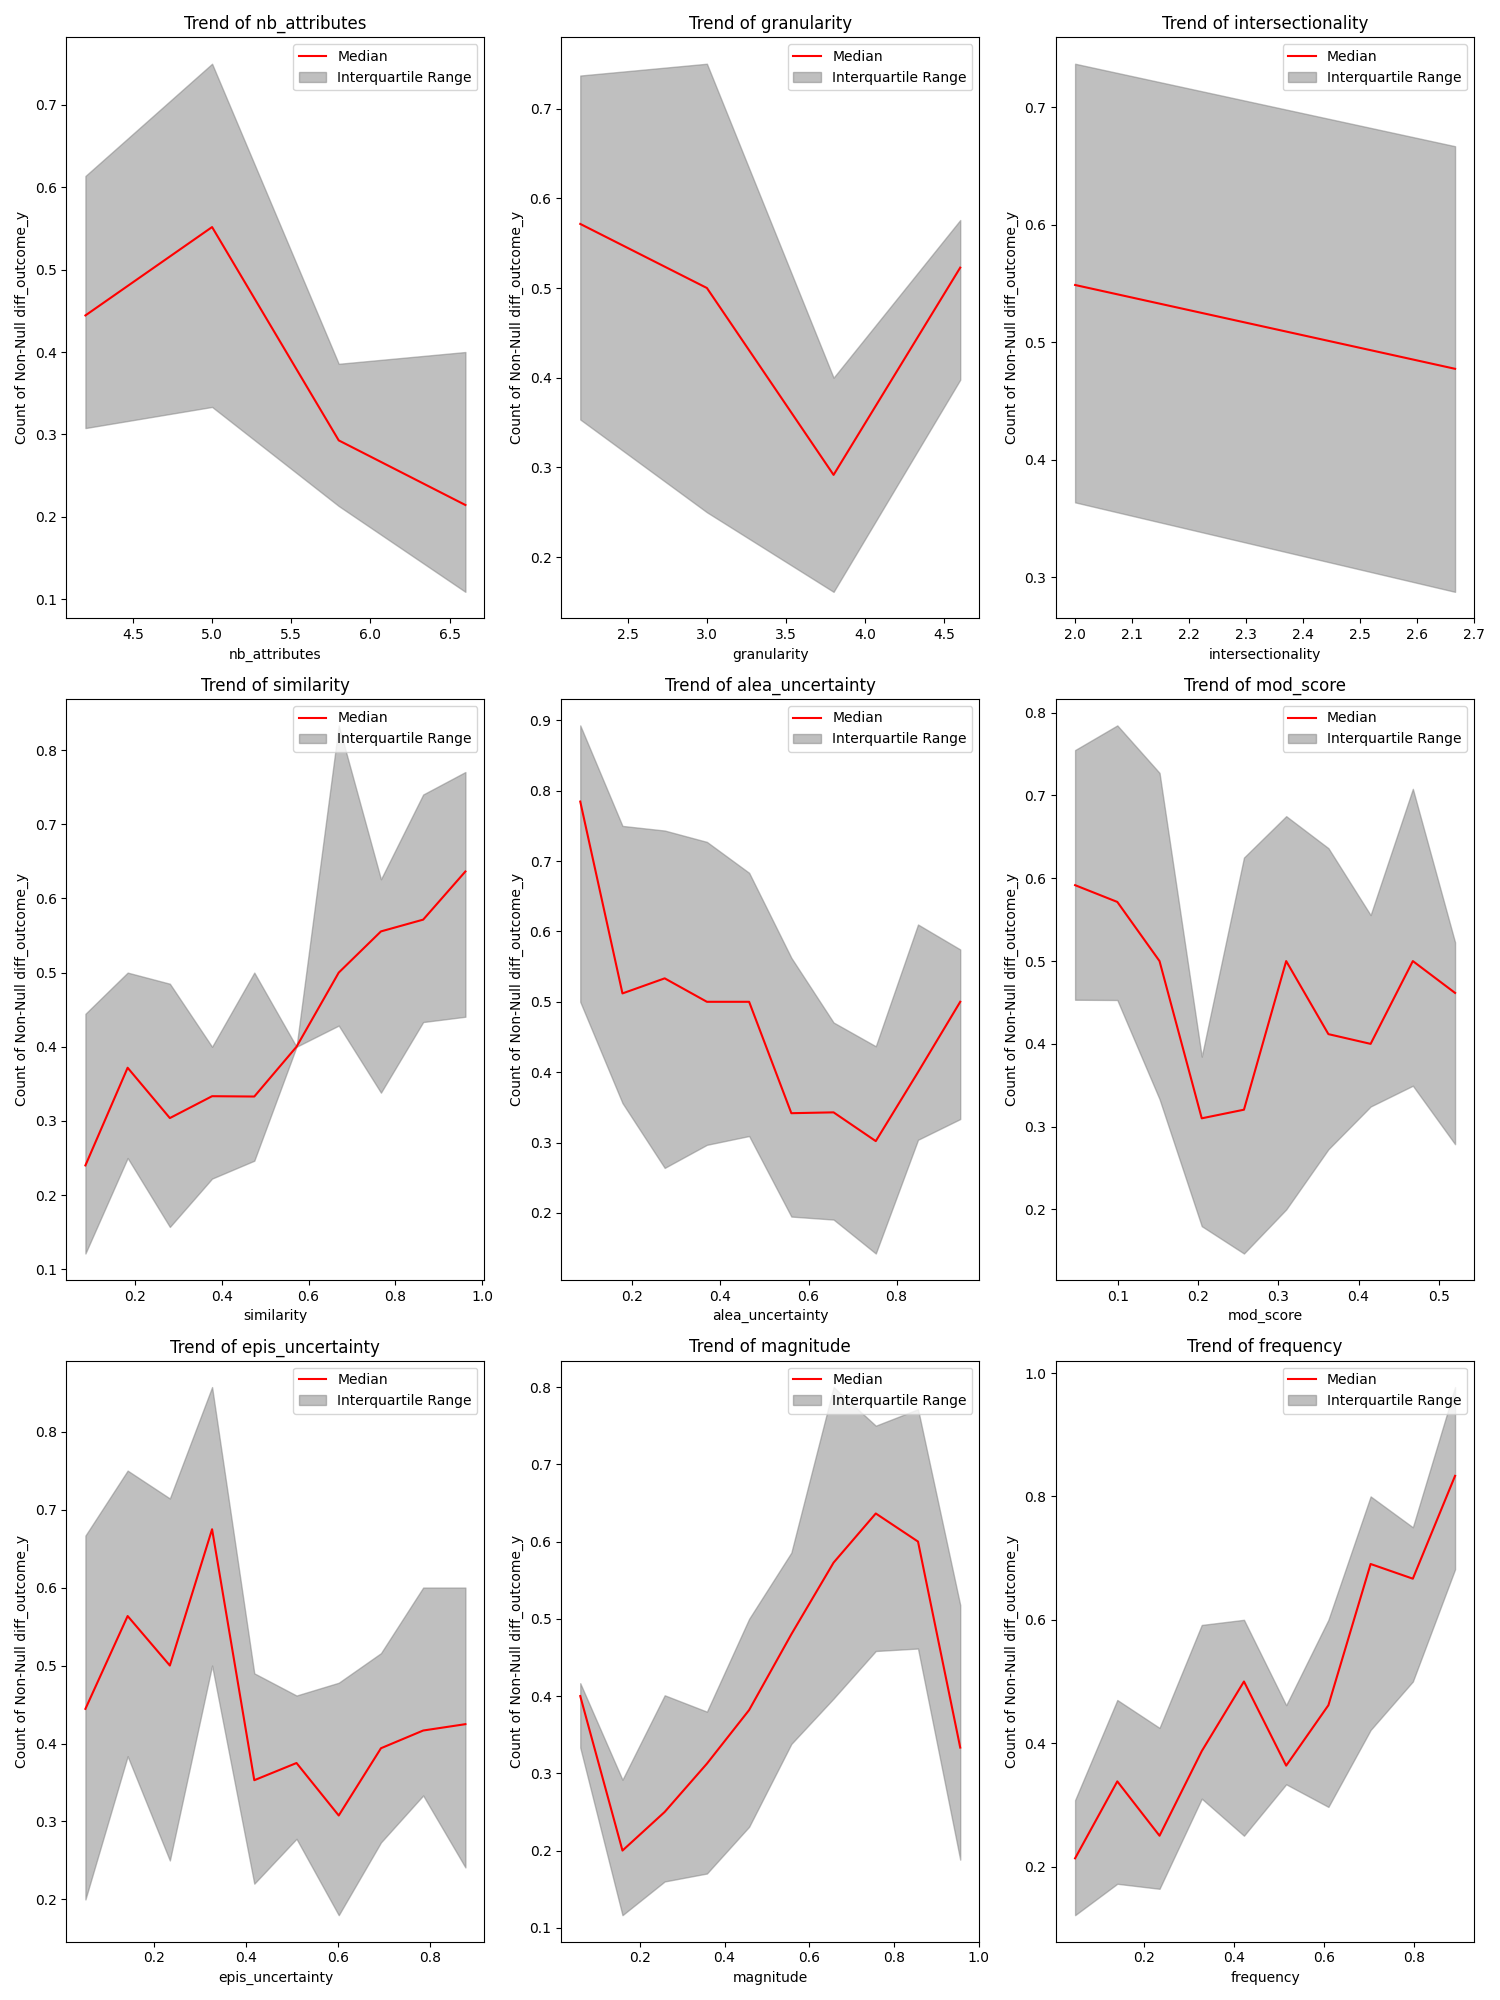 Trend of nb_attributes
Median
Interquartile Range
Count of Non-Null diff_outcome_y
0.7
0.6
0.5
0.4
0.3
0.2
0.1
4.5 5.0 5.5 6.0 6.5
nb_attributes
Trend of granularity
Median
Interquartile Range
Count of Non-Null diff_outcome_y
0.7
0.6
0.5
0.4
0.3
0.2
2.5 3.0 3.5 4.0 4.5
granularity
Trend of intersectionality
Median
Interquartile Range
Count of Non-Null diff_outcome_y
0.7
0.6
0.5
0.4
0.3
2.0 2.1 2.2 2.3 2.4 2.5 2.6 2.7
intersectionality
Trend of similarity
Median
Interquartile Range
Count of Non-Null diff_outcome_y
0.8
0.7
0.6
0.5
0.4
0.3
0.2
0.1
0.2 0.4 0.6 0.8 1.0
similarity
Trend of alea_uncertainty
Median
Interquartile Range
Count of Non-Null diff_outcome_y
0.9
0.8
0.7
0.6
0.5
0.4
0.3
0.2
0.2 0.4 0.6 0.8
alea_uncertainty
Trend of mod_score
Median
Interquartile Range
Count of Non-Null diff_outcome_y
0.8
0.7
0.6
0.5
0.4
0.3
0.2
0.1 0.2 0.3 0.4 0.5
mod_score
Trend of epis_uncertainty
Median
Interquartile Range
Count of Non-Null diff_outcome_y
0.8
0.7
0.6
0.5
0.4
0.3
0.2
0.2 0.4 0.6 0.8
epis_uncertainty
Trend of magnitude
Median
Interquartile Range
Count of Non-Null diff_outcome_y
0.8
0.7
0.6
0.5
0.4
0.3
0.2
0.1
0.2 0.4 0.6 0.8 1.0
magnitude
Trend of frequency
Median
Interquartile Range
Count of Non-Null diff_outcome_y
1.0
0.8
0.6
0.4
0.2
0.2 0.4 0.6 0.8
frequency